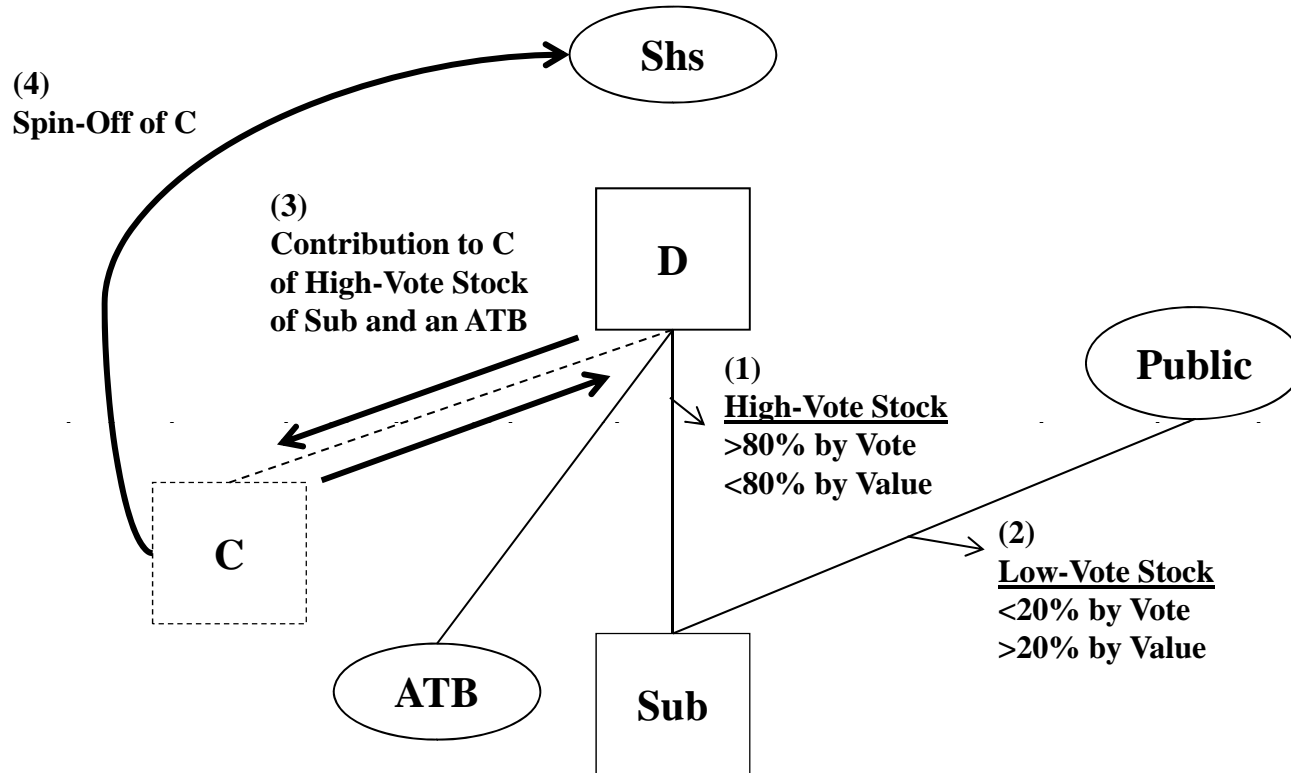 Shs
(4)
Spin-Off of C
(3)
Contribution to C
of High-Vote Stock
of Sub and an ATB
D
(1)
High-Vote Stock
>80% by Vote
<80% by Value
Public
C
(2)
Low-Vote Stock
<20% by Vote
>20% by Value
ATB
Sub